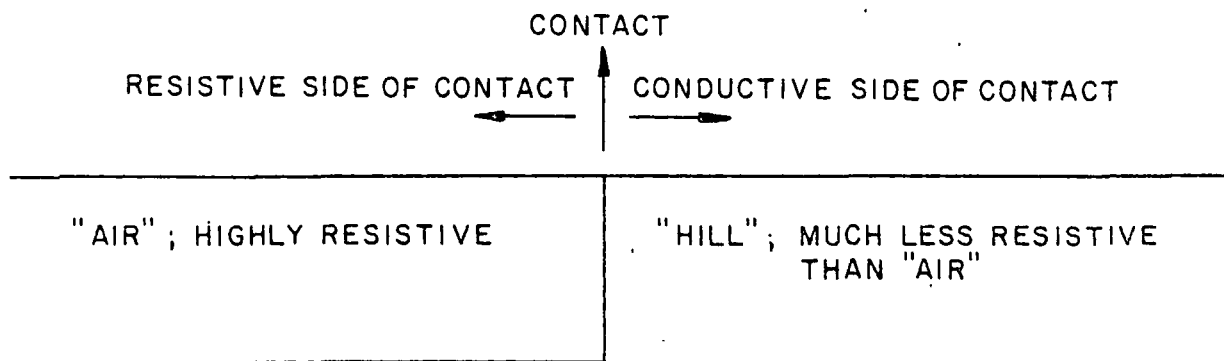 CONTACT
RESISTIVE SIDE OF CONTACT
CONDUCTIVE SIDE OF CONTACT
"AIR" ; HIGHLY RESISTIVE
"HILL" ; MUCH LESS RESISTIVE
THAN "AIR"